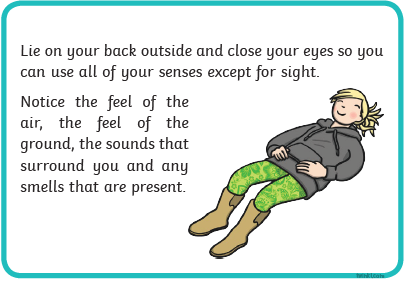 Lie on your back outside and close your eyes so you
can use all of your senses except for sight.
Notice the feel of the
air, the feel of the
ground, the sounds that
surround you and any
smells that are present.